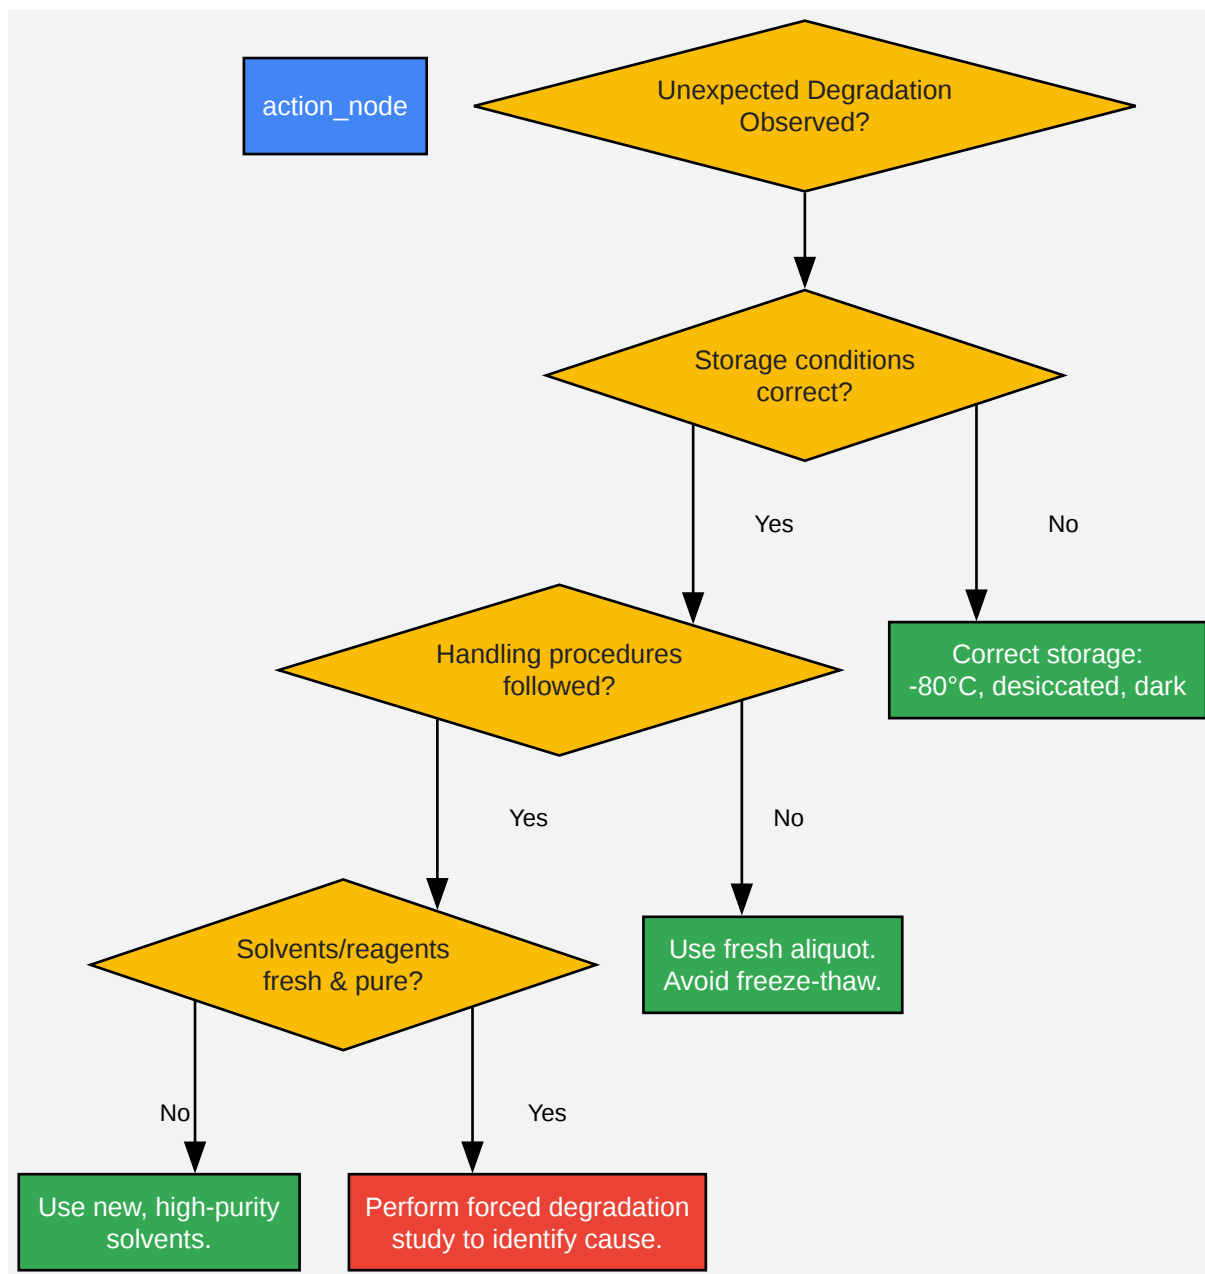 action_node
Unexpected Degradation
Observed?
Storage conditions
correct?
Yes
No
Handling procedures
followed?
Correct storage:
-80°C, desiccated, dark
Yes
No
Solvents/reagents
fresh & pure?
Use fresh aliquot.
Avoid freeze-thaw.
No
Yes
Use new, high-purity
solvents.
Perform forced degradation
study to identify cause.